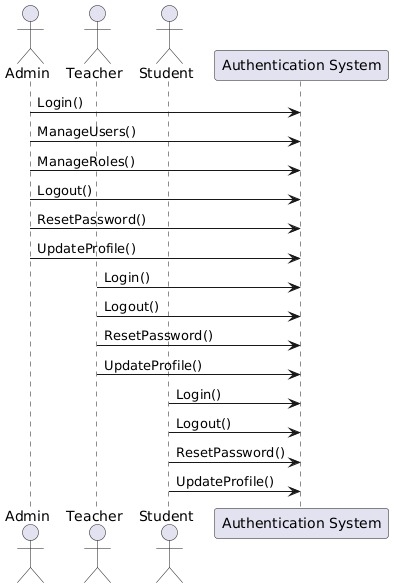 Admin Teacher Student Authentication System
Login()
ManageUsers()
ManageRoles()
Logout()
ResetPassword()
UpdateProfile()
Login()
Logout()
ResetPassword()
UpdateProfile()
Login()
Logout()
ResetPassword()
UpdateProfile()
Admin Teacher Student Authentication System